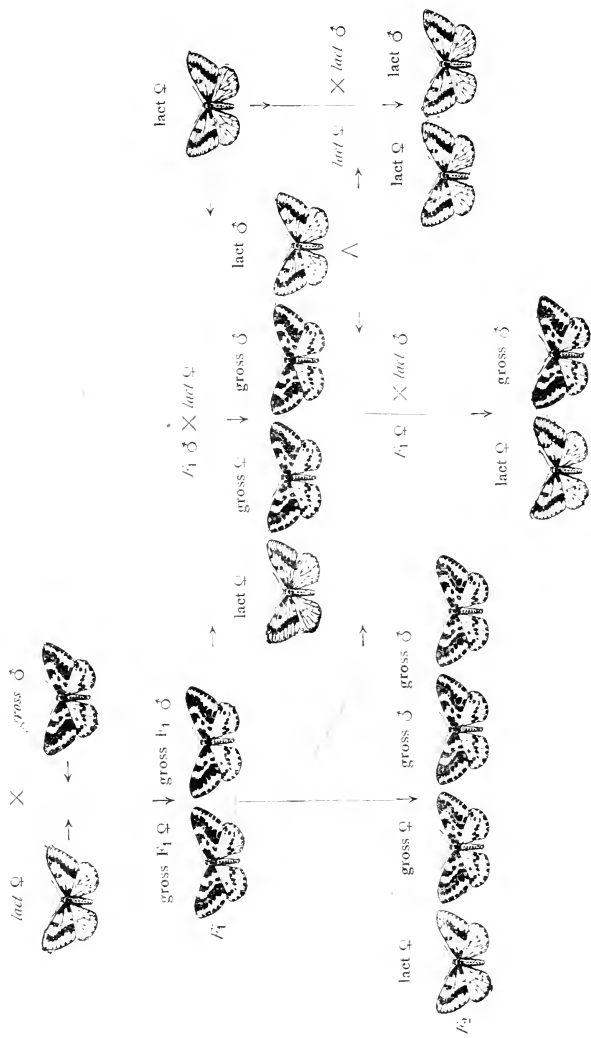 lact ♀ × gross ♂
gross F₁ ♀ gross F₁ ♂
F₁
F₁ ♂ × lact ♀
lact ♀ gross ♀ gross ♂ lact ♂
lact ♀
F₁ ♀ × lact ♂
lact ♀ × lact ♂
lact ♀ gross ♀ gross ♂ gross ♂
F₂
lact ♀ gross ♂
lact ♀ lact ♂